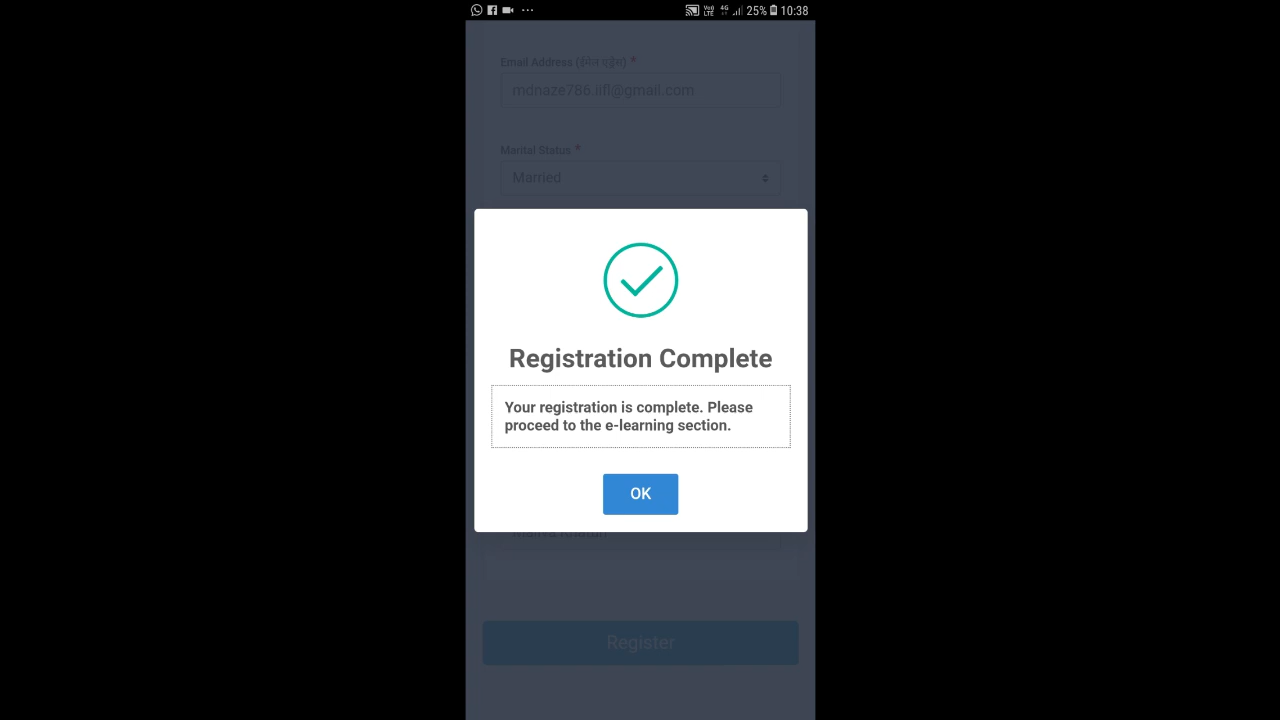 25% 10:38
Email Address (ईमेल एड्रेस) *
mdnaze786.iifl@gmail.com
Marital Status *
Married
Registration Complete
Your registration is complete. Please
proceed to the e-learning section.
OK
Register